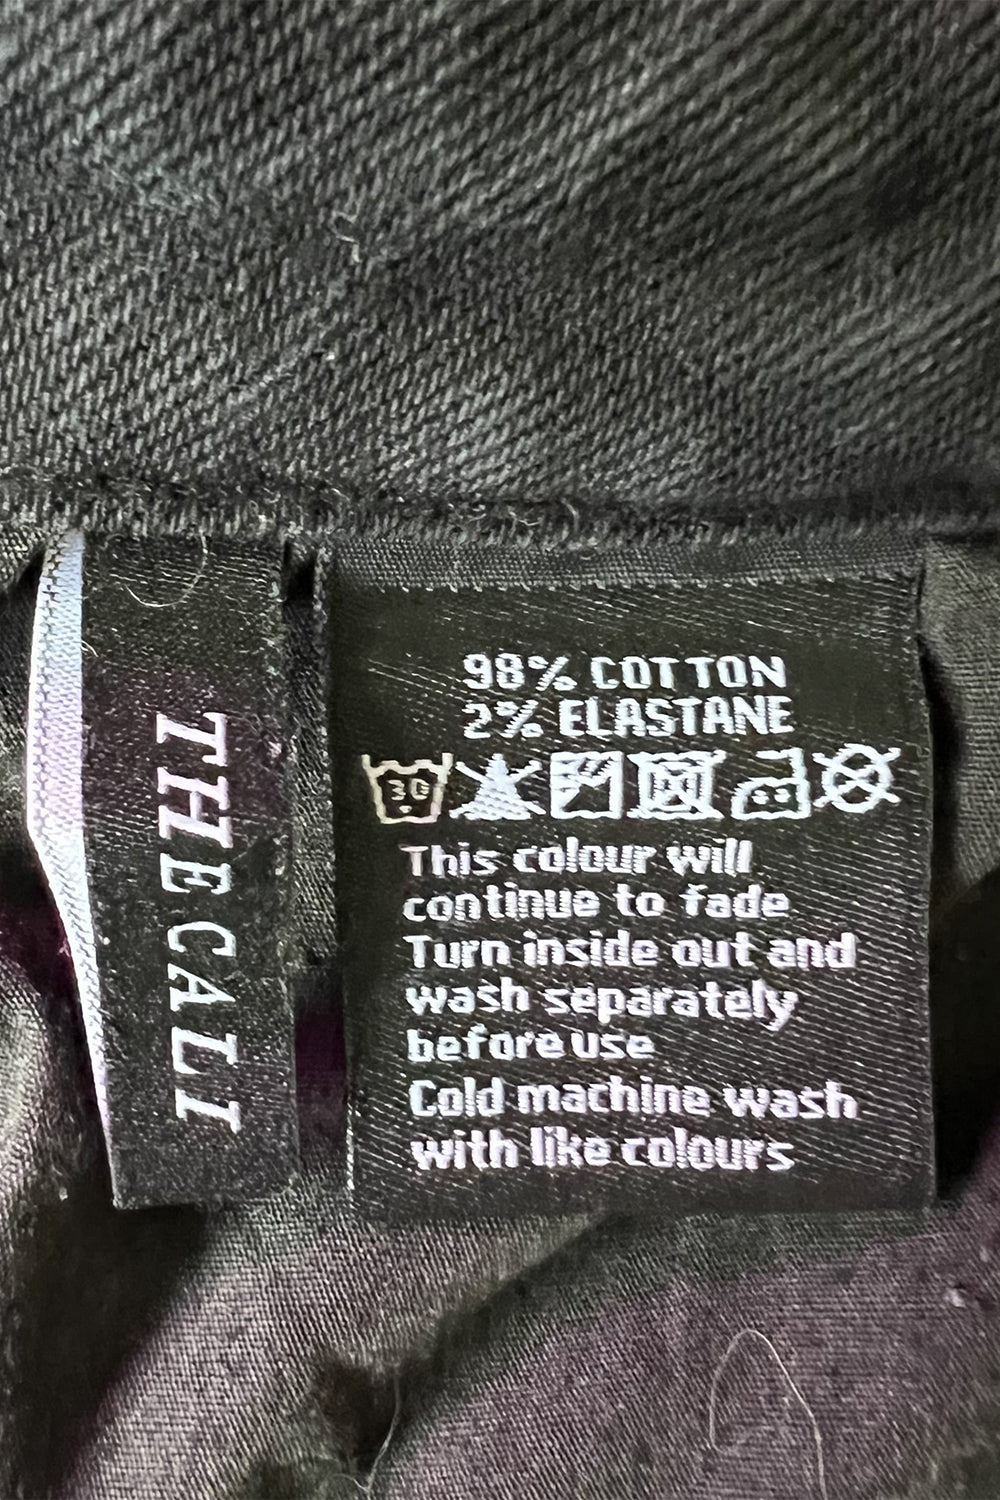 THE CALI
98% COTTON
2% ELASTANE
30
This colour will
continue to fade
Turn inside out and
wash separately
before use
Cold machine wash
with like colours